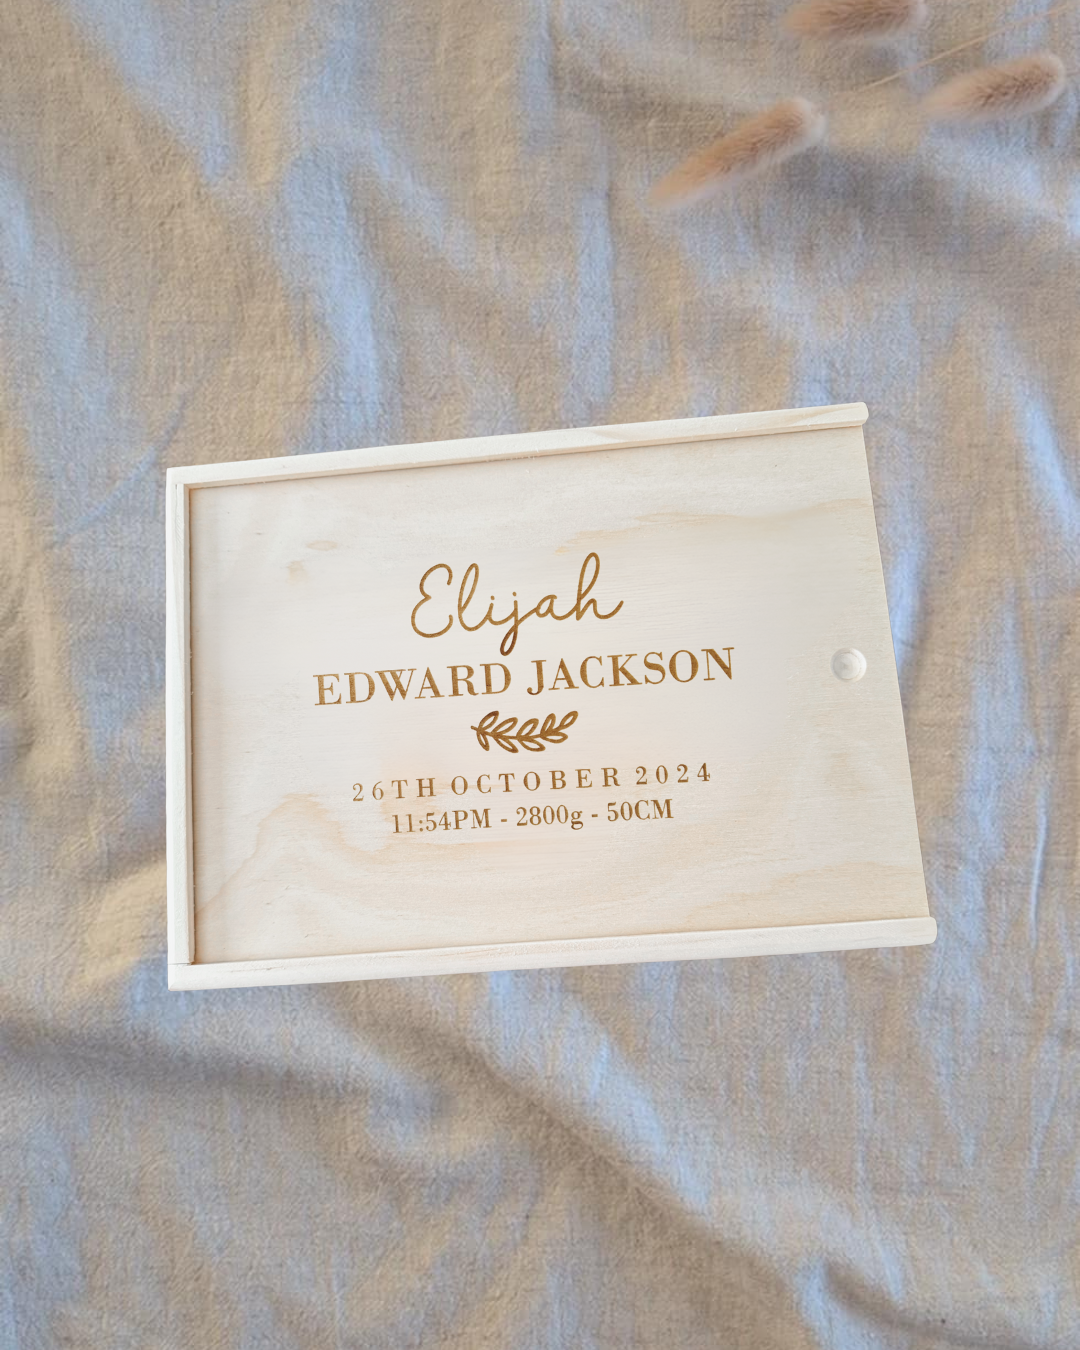 Elijah
EDWARD JACKSON
26TH OCTOBER 2024
11:54PM - 2800g - 50CM